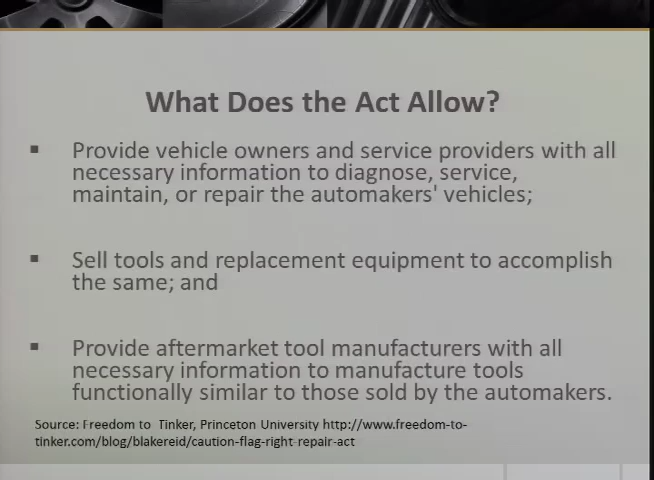 What Does the Act Allow?
▪ Provide vehicle owners and service providers with all
necessary information to diagnose, service,
maintain, or repair the automakers' vehicles;
▪ Sell tools and replacement equipment to accomplish
the same; and
▪ Provide aftermarket tool manufacturers with all
necessary information to manufacture tools
functionally similar to those sold by the automakers.
Source: Freedom to Tinker, Princeton University http://www.freedom-to-
tinker.com/blog/blakereid/caution-flag-right-repair-act